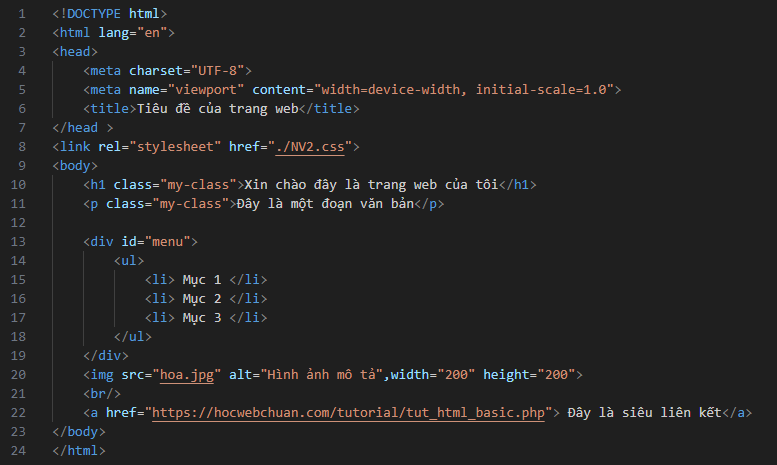 1 <!DOCTYPE html>
2 <html lang="en">
3 <head>
4     <meta charset="UTF-8">
5     <meta name="viewport" content="width=device-width, initial-scale=1.0">
6     <title>Tiêu đề của trang web</title>
7 </head >
8 <link rel="stylesheet" href="./NV2.css">
9 <body>
10     <h1 class="my-class">Xin chào đây là trang web của tôi</h1>
11     <p class="my-class">Đây là một đoạn văn bản</p>
12
13     <div id="menu">
14         <ul>
15             <li> Mục 1 </li>
16             <li> Mục 2 </li>
17             <li> Mục 3 </li>
18         </ul>
19     </div>
20     <img src="hoa.jpg" alt="Hình ảnh mô tả",width="200" height="200">
21     <br/>
22     <a href="https://hocwebchuan.com/tutorial/tut_html_basic.php"> Đây là siêu liên kết</a>
23 </body>
24 </html>